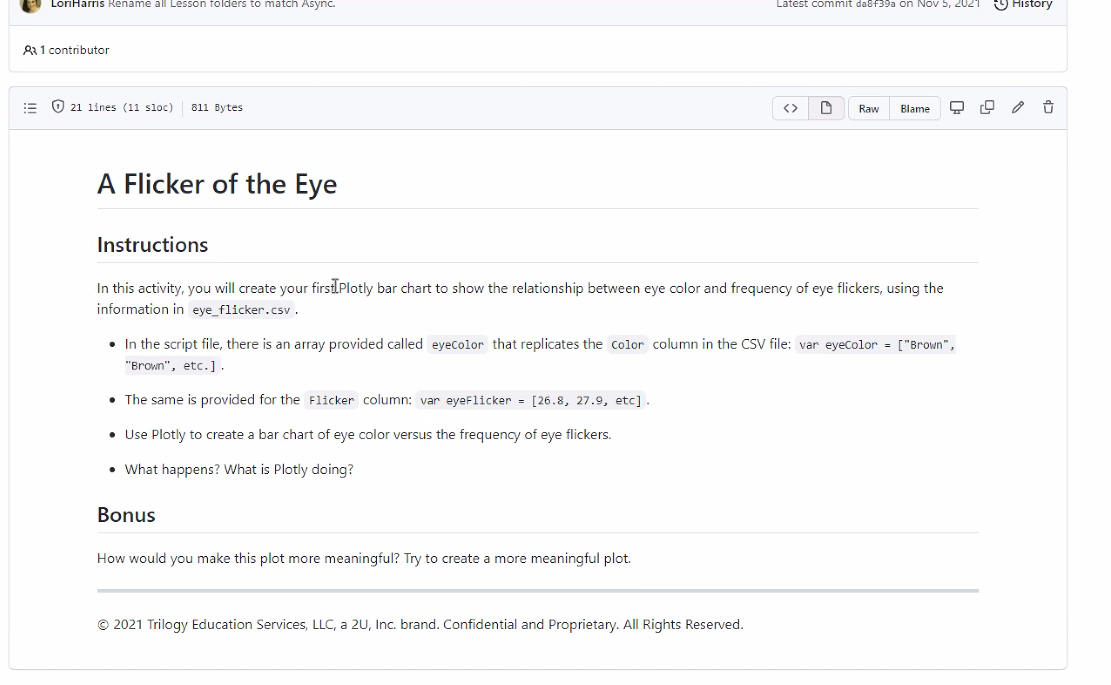 LoriHarris Rename all Lesson folders to match Async. Latest commit da8f39a on Nov 5, 2021 History
1 contributor
21 lines (11 sloc) 811 Bytes <> Raw Blame
A Flicker of the Eye
Instructions
In this activity, you will create your first Plotly bar chart to show the relationship between eye color and frequency of eye flickers, using the
information in eye_flicker.csv.
• In the script file, there is an array provided called eyeColor that replicates the Color column in the CSV file: var eyeColor = ["Brown",
"Brown", etc.].
• The same is provided for the Flicker column: var eyeFlicker = [26.8, 27.9, etc].
• Use Plotly to create a bar chart of eye color versus the frequency of eye flickers.
• What happens? What is Plotly doing?
Bonus
How would you make this plot more meaningful? Try to create a more meaningful plot.
© 2021 Trilogy Education Services, LLC, a 2U, Inc. brand. Confidential and Proprietary. All Rights Reserved.